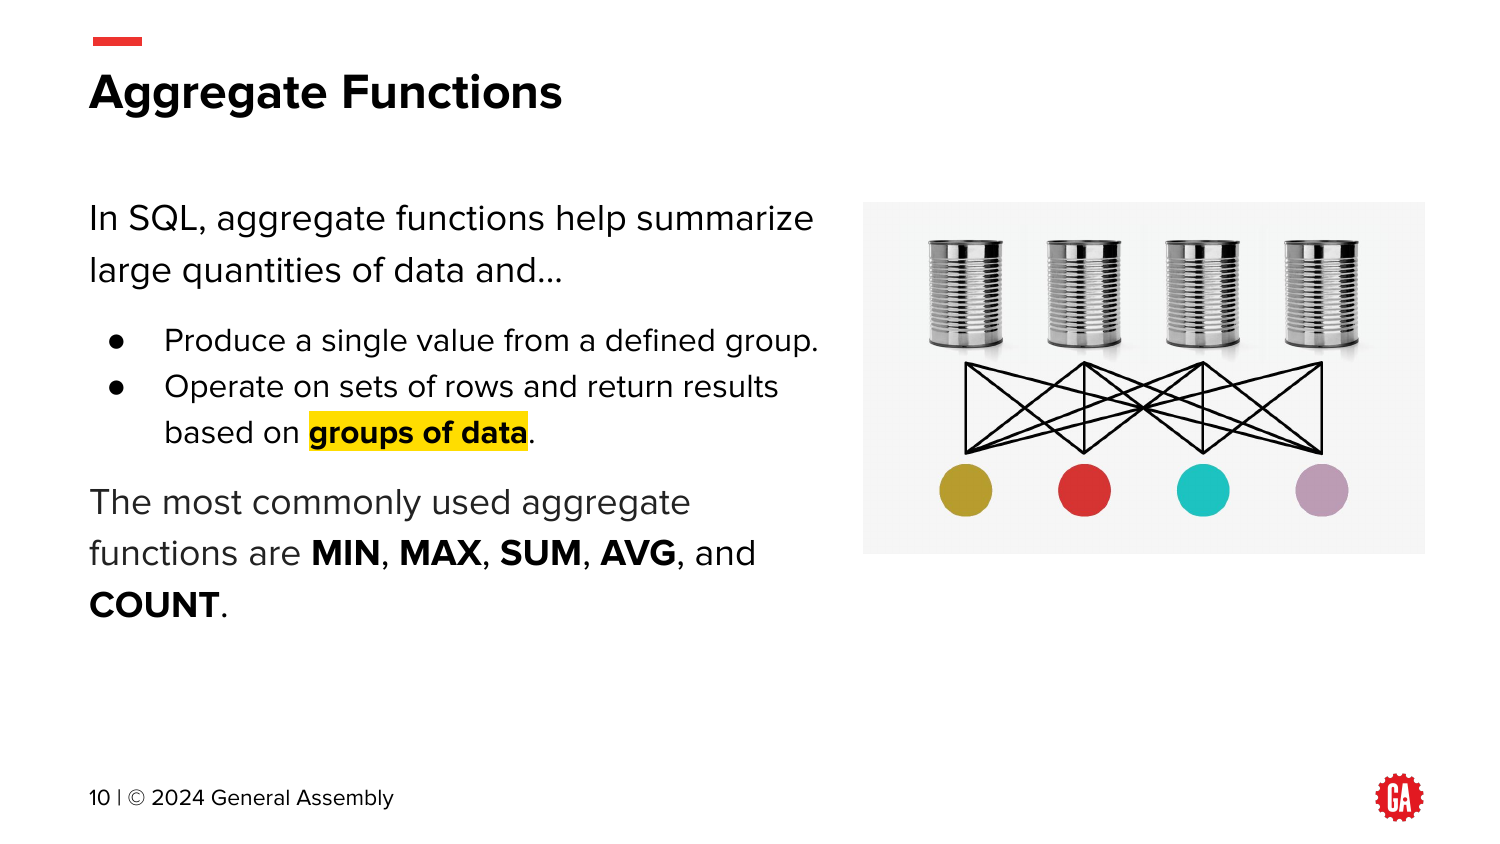 Aggregate Functions
In SQL, aggregate functions help summarize
large quantities of data and...
● Produce a single value from a defined group.
● Operate on sets of rows and return results
based on groups of data.
The most commonly used aggregate
functions are MIN, MAX, SUM, AVG, and
COUNT.
10 | © 2024 General Assembly
GA